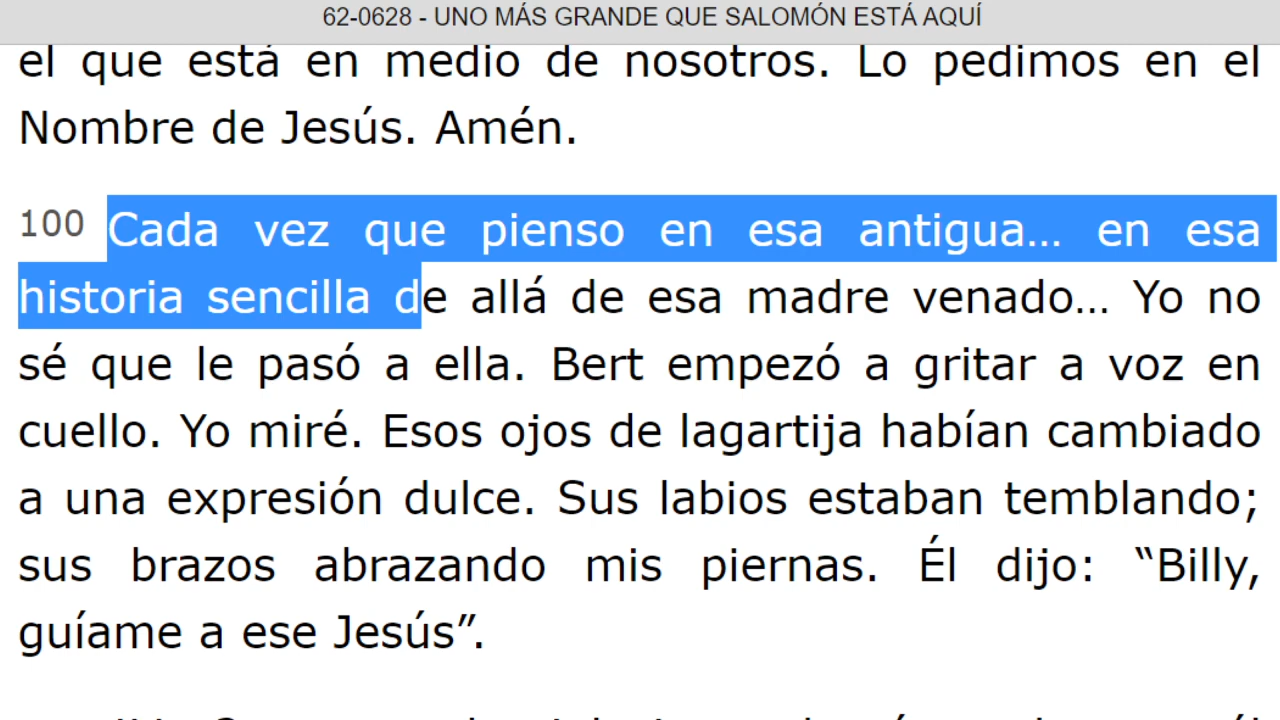 62-0628 - UNO MÁS GRANDE QUE SALOMÓN ESTÁ AQUÍ
el que está en medio de nosotros. Lo pedimos en el
Nombre de Jesús. Amén.
100 Cada vez que pienso en esa antigua… en esa
historia sencilla de allá de esa madre venado… Yo no
sé que le pasó a ella. Bert empezó a gritar a voz en
cuello. Yo miré. Esos ojos de lagartija habían cambiado
a una expresión dulce. Sus labios estaban temblando;
sus brazos abrazando mis piernas. Él dijo: “Billy,
guíame a ese Jesús”.